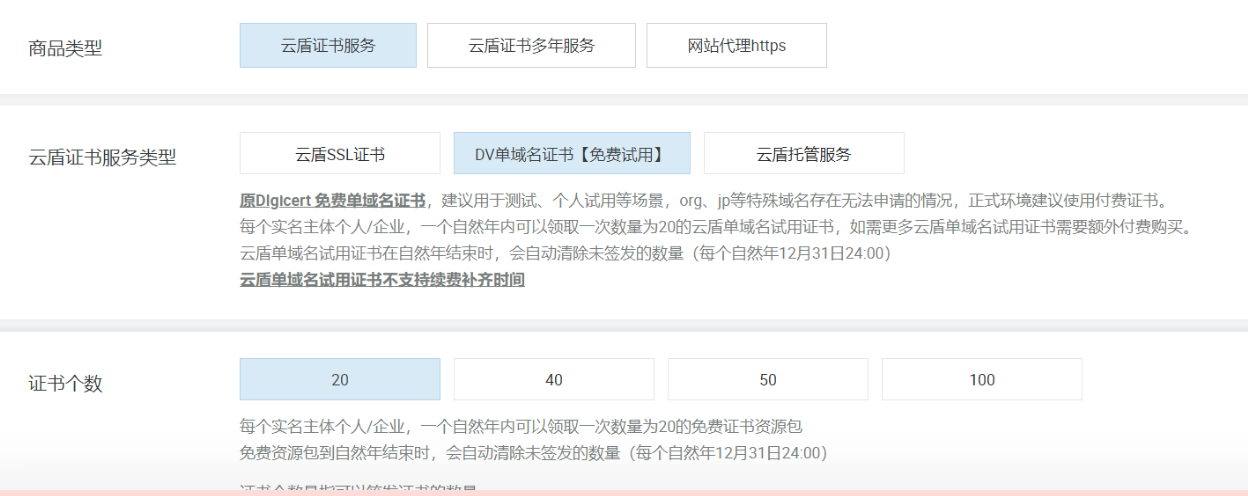 商品类型 云盾证书服务 云盾证书多年服务 网站代理https
云盾证书服务类型 云盾SSL证书 DV单域名证书【免费试用】 云盾托管服务
原Digicert 免费单域名证书，建议用于测试、个人试用等场景，org、jp等特殊域名存在无法申请的情况，正式环境建议使用付费证书。
每个实名主体个人/企业，一个自然年内可以领取一次数量为20的云盾单域名试用证书，如需更多云盾单域名试用证书需要额外付费购买。
云盾单域名试用证书在自然年结束时，会自动清除未签发的数量（每个自然年12月31日24:00）
云盾单域名试用证书不支持续费补齐时间
证书个数 20 40 50 100
每个实名主体个人/企业，一个自然年内可以领取一次数量为20的免费证书资源包
免费资源包到自然年结束时，会自动清除未签发的数量（每个自然年12月31日24:00）
证书个数是指可以签发证书的数量